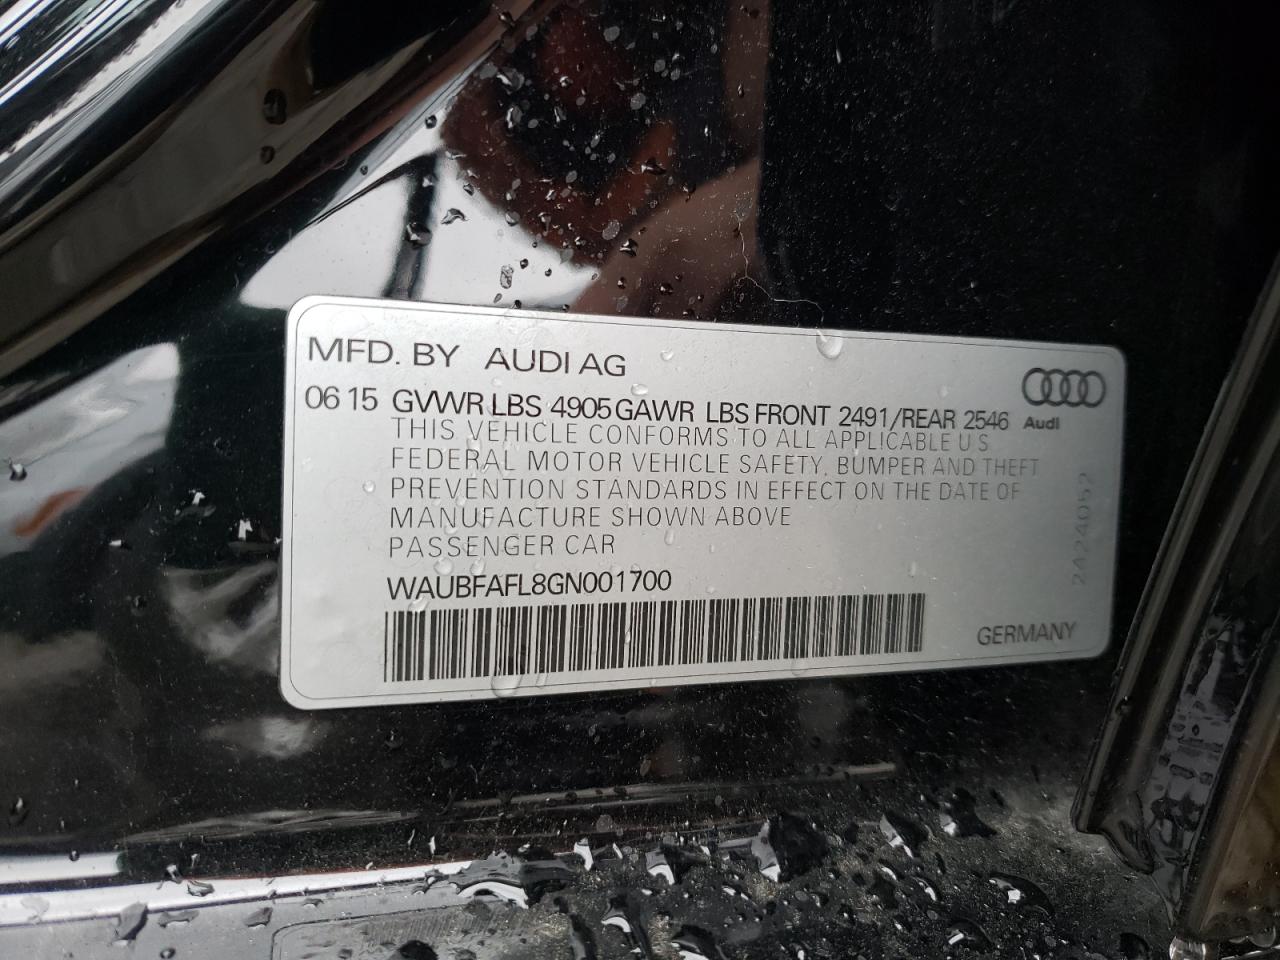 MFD. BY AUDI AG
06 15 GVWR LBS 4905 GAWR LBS FRONT 2491/REAR 2546
Audi
THIS VEHICLE CONFORMS TO ALL APPLICABLE U S
FEDERAL MOTOR VEHICLE SAFETY, BUMPER AND THEFT
PREVENTION STANDARDS IN EFFECT ON THE DATE OF
MANUFACTURE SHOWN ABOVE
PASSENGER CAR
WAUBFAFL8GN001700
GERMANY
2424052